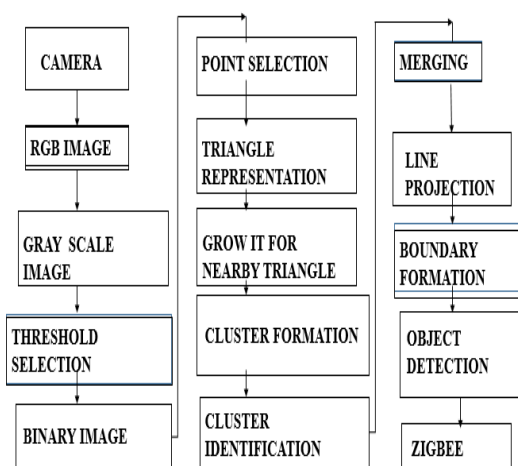 CAMERA
RGB IMAGE
GRAY SCALE
IMAGE
THRESHOLD
SELECTION
BINARY IMAGE
POINT SELECTION
TRIANGLE
REPRESENTATION
GROW IT FOR
NEARBY TRIANGLE
CLUSTER FORMATION
CLUSTER
IDENTIFICATION
MERGING
LINE
PROJECTION
BOUNDARY
FORMATION
OBJECT
DETECTION
ZIGBEE